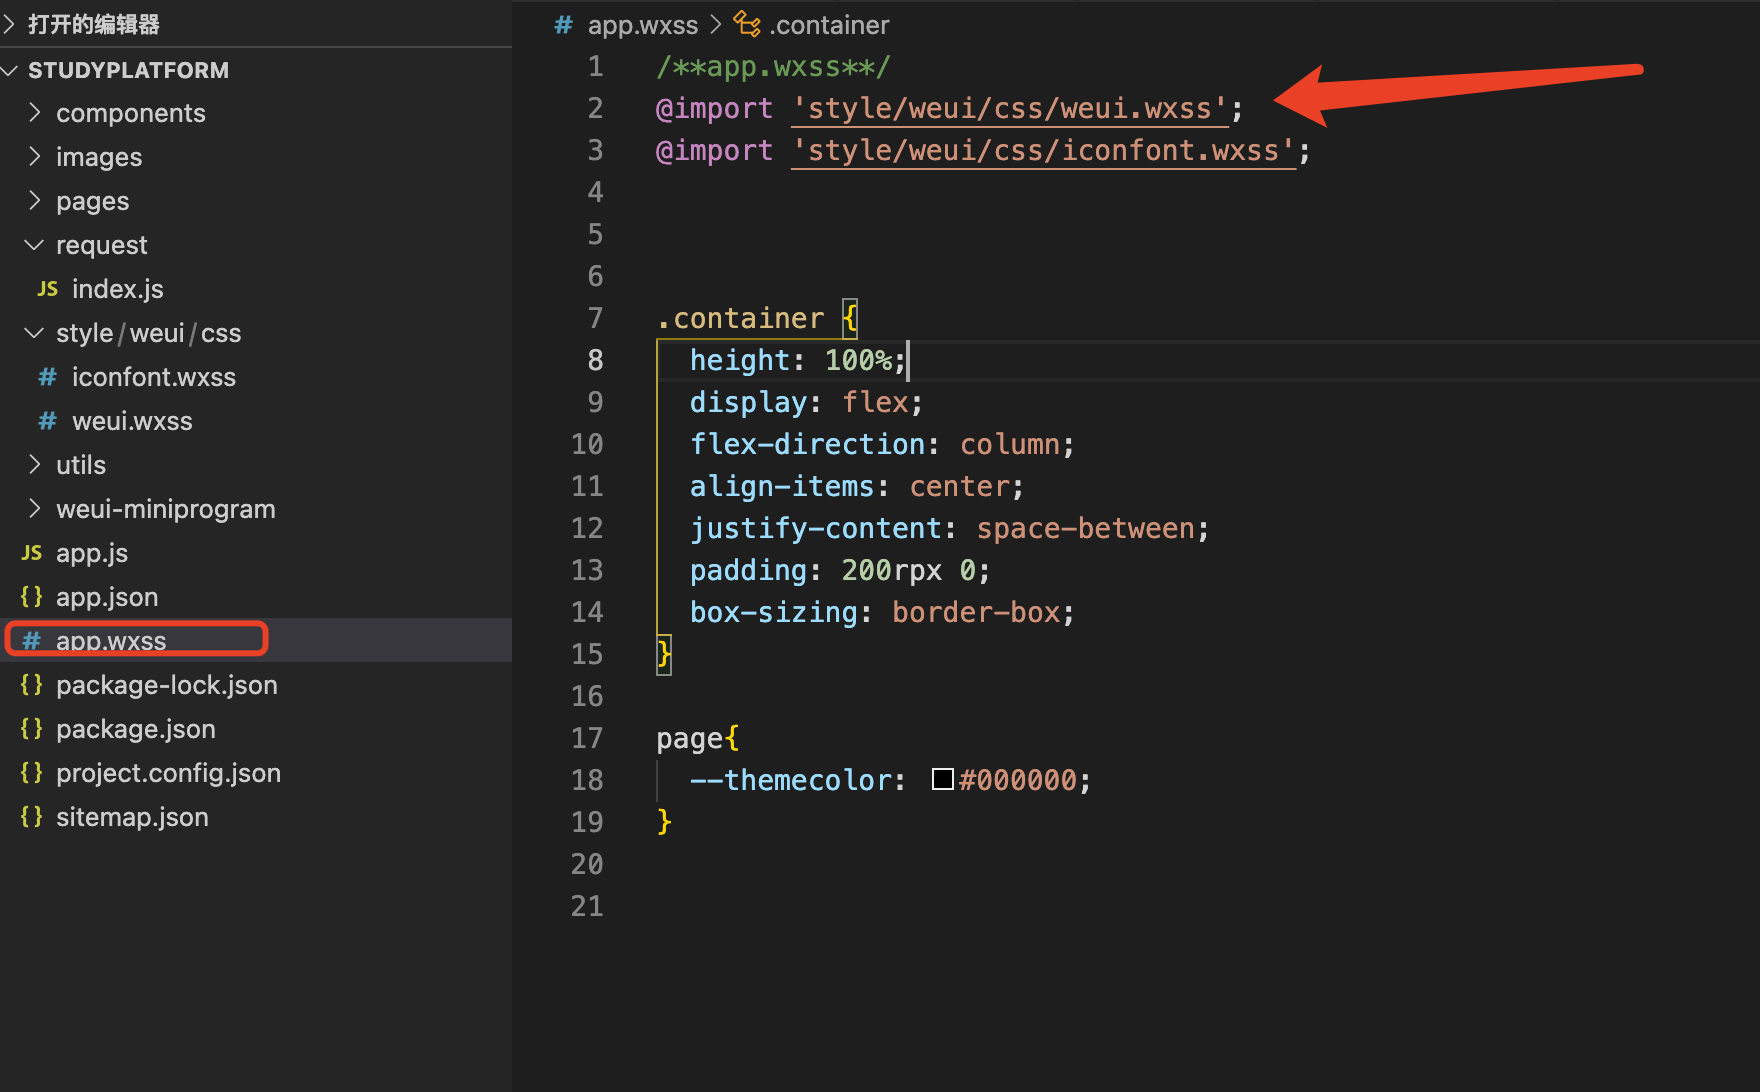 打开的编辑器
STUDYPLATFORM
components
images
pages
request
JS index.js
style/weui/css
# iconfont.wxss
# weui.wxss
utils
weui-miniprogram
JS app.js
{} app.json
# app.wxss
{} package-lock.json
{} package.json
{} project.config.json
{} sitemap.json
# app.wxss > .container
1 /**app.wxss**/
2 @import 'style/weui/css/weui.wxss';
3 @import 'style/weui/css/iconfont.wxss';
4
5
6
7 .container {
8 height: 100%;
9 display: flex;
10 flex-direction: column;
11 align-items: center;
12 justify-content: space-between;
13 padding: 200rpx 0;
14 box-sizing: border-box;
15 }
16
17 page{
18 --themecolor: #000000;
19 }
20
21